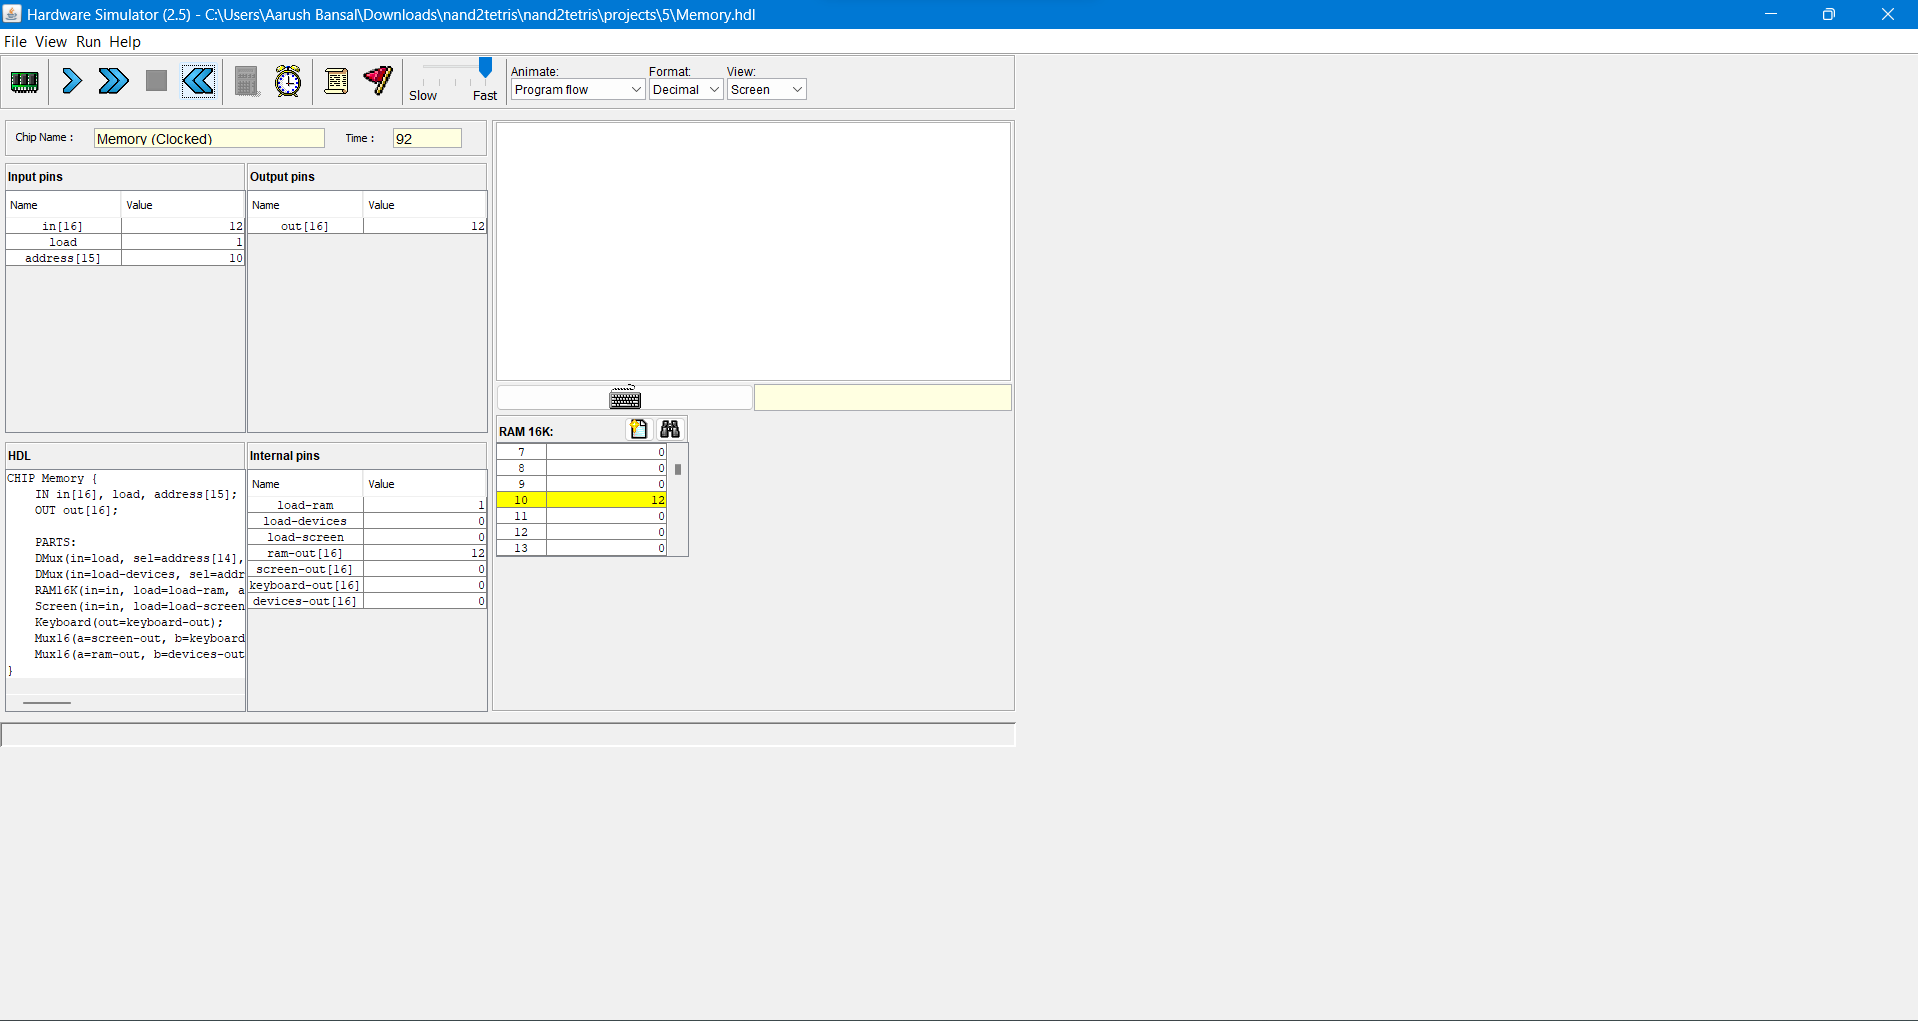 Hardware Simulator (2.5) - C:\Users\Aarush Bansal\Downloads\nand2tetris\nand2tetris\projects\5\Memory.hdl
File View Run Help
Slow Fast
Animate:
Program flow
Format:
Decimal
View:
Screen
Chip Name :
Memory (Clocked)
Time :
92
Input pins
Name Value
in[16] 12
load 1
address[15] 10
Output pins
Name Value
out[16] 12
HDL
CHIP Memory {
IN in[16], load, address[15];
OUT out[16];
PARTS:
DMux(in=load, sel=address[14],
DMux(in=load-devices, sel=addr
RAM16K(in=in, load=load-ram, a
Screen(in=in, load=load-screen
Keyboard(out=keyboard-out);
Mux16(a=screen-out, b=keyboard
Mux16(a=ram-out, b=devices-out
}
Internal pins
Name Value
load-ram 1
load-devices 0
load-screen 0
ram-out[16] 12
screen-out[16] 0
keyboard-out[16] 0
devices-out[16] 0
RAM 16K:
7 0
8 0
9 0
10 12
11 0
12 0
13 0